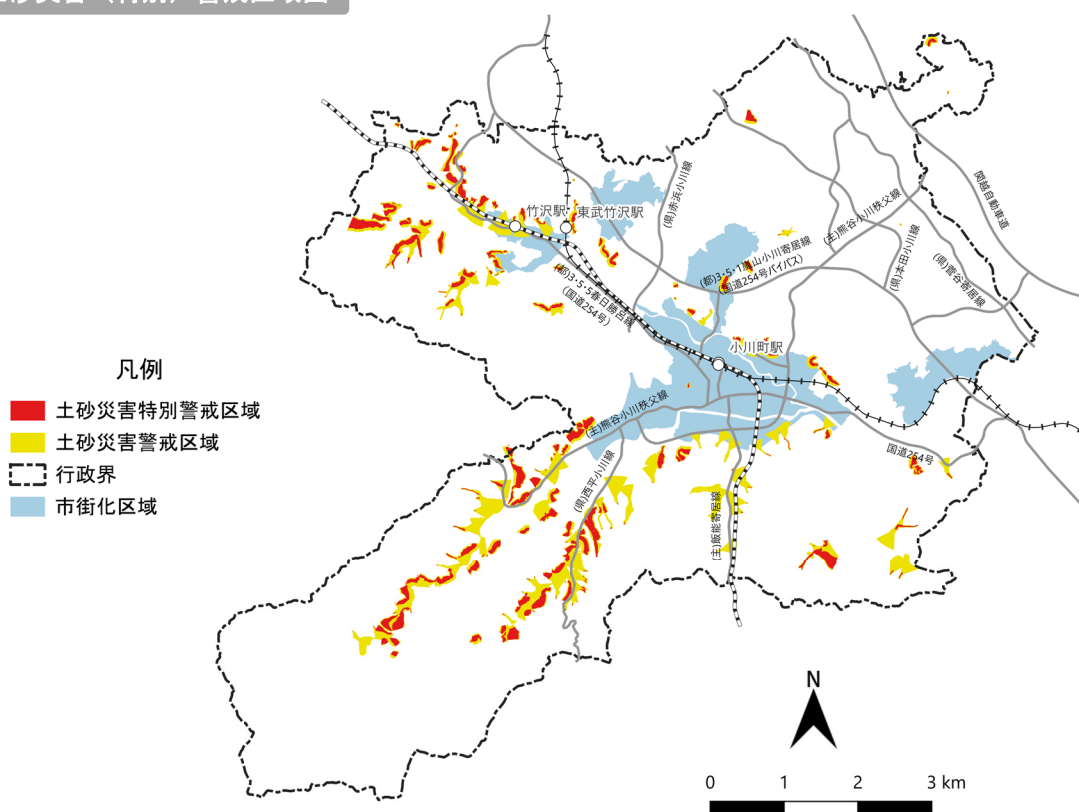 竹沢駅
東武竹沢駅
(県)赤浜小川線
関越自動車道
(主)熊谷小川秩父線
(県)本田小川線
(県)菅谷寄居線
(都)3・5・1嵐山小川寄居線
(国道254号バイパス)
(都)3・5・5春日勝呂線
(国道254号)
小川町駅
凡例
土砂災害特別警戒区域
土砂災害警戒区域
行政界
市街化区域
(主)熊谷小川秩父線
(県)西平小川線
国道254号
(主)飯能寄居線
N
0 1 2 3 km